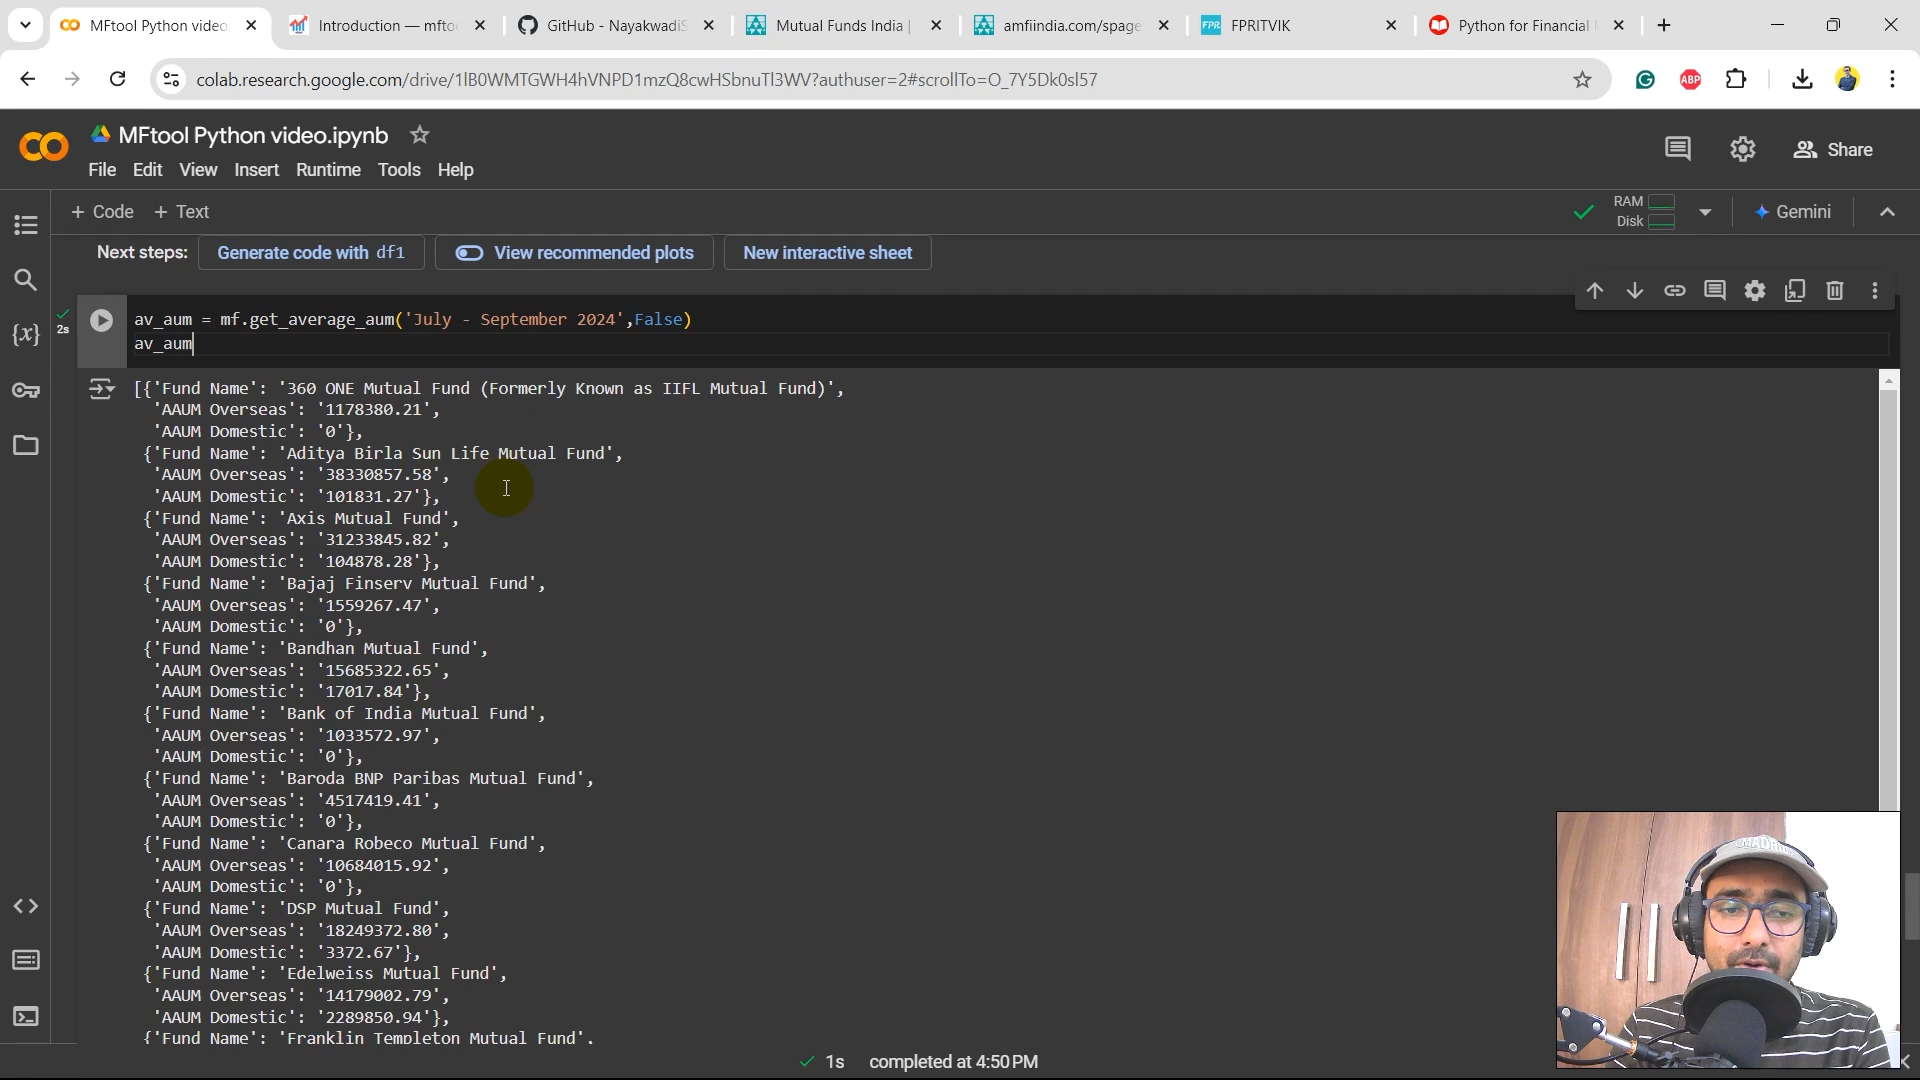 MFtool Python video.
Introduction — mfto
GitHub - NayakwadiS
Mutual Funds India |
amfiindia.com/spage
FPR
FPRITVIK
Python for Financial
colab.research.google.com/drive/1lB0WMTGWH4hVNPD1mzQ8cwHSbnuTl3WV?authuser=2#scrollTo=O_7Y5Dk0sl57
ABP
MFtool Python video.ipynb
File Edit View Insert Runtime Tools Help
Share
+ Code + Text
RAM
Disk
Gemini
Next steps: Generate code with df1 View recommended plots New interactive sheet
2s
av_aum = mf.get_average_aum('July - September 2024',False)
av_aum
[{'Fund Name': '360 ONE Mutual Fund (Formerly Known as IIFL Mutual Fund)',
'AAUM Overseas': '1178380.21',
'AAUM Domestic': '0'},
{'Fund Name': 'Aditya Birla Sun Life Mutual Fund',
'AAUM Overseas': '38330857.58',
'AAUM Domestic': '101831.27'},
{'Fund Name': 'Axis Mutual Fund',
'AAUM Overseas': '31233845.82',
'AAUM Domestic': '104878.28'},
{'Fund Name': 'Bajaj Finserv Mutual Fund',
'AAUM Overseas': '1559267.47',
'AAUM Domestic': '0'},
{'Fund Name': 'Bandhan Mutual Fund',
'AAUM Overseas': '15685322.65',
'AAUM Domestic': '17017.84'},
{'Fund Name': 'Bank of India Mutual Fund',
'AAUM Overseas': '1033572.97',
'AAUM Domestic': '0'},
{'Fund Name': 'Baroda BNP Paribas Mutual Fund',
'AAUM Overseas': '4517419.41',
'AAUM Domestic': '0'},
{'Fund Name': 'Canara Robeco Mutual Fund',
'AAUM Overseas': '10684015.92',
'AAUM Domestic': '0'},
{'Fund Name': 'DSP Mutual Fund',
'AAUM Overseas': '18249372.80',
'AAUM Domestic': '3372.67'},
{'Fund Name': 'Edelweiss Mutual Fund',
'AAUM Overseas': '14179002.79',
'AAUM Domestic': '2289850.94'},
{'Fund Name': 'Franklin Templeton Mutual Fund',
1s completed at 4:50 PM